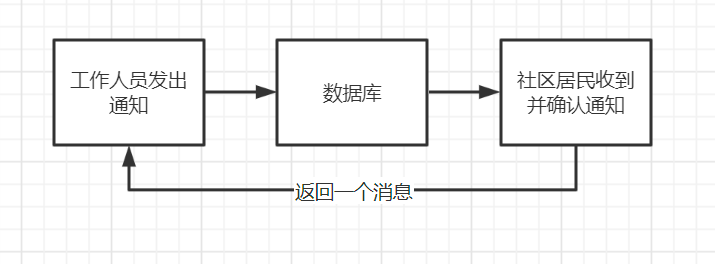 工作人员发出
通知
数据库
社区居民收到
并确认通知
返回一个消息